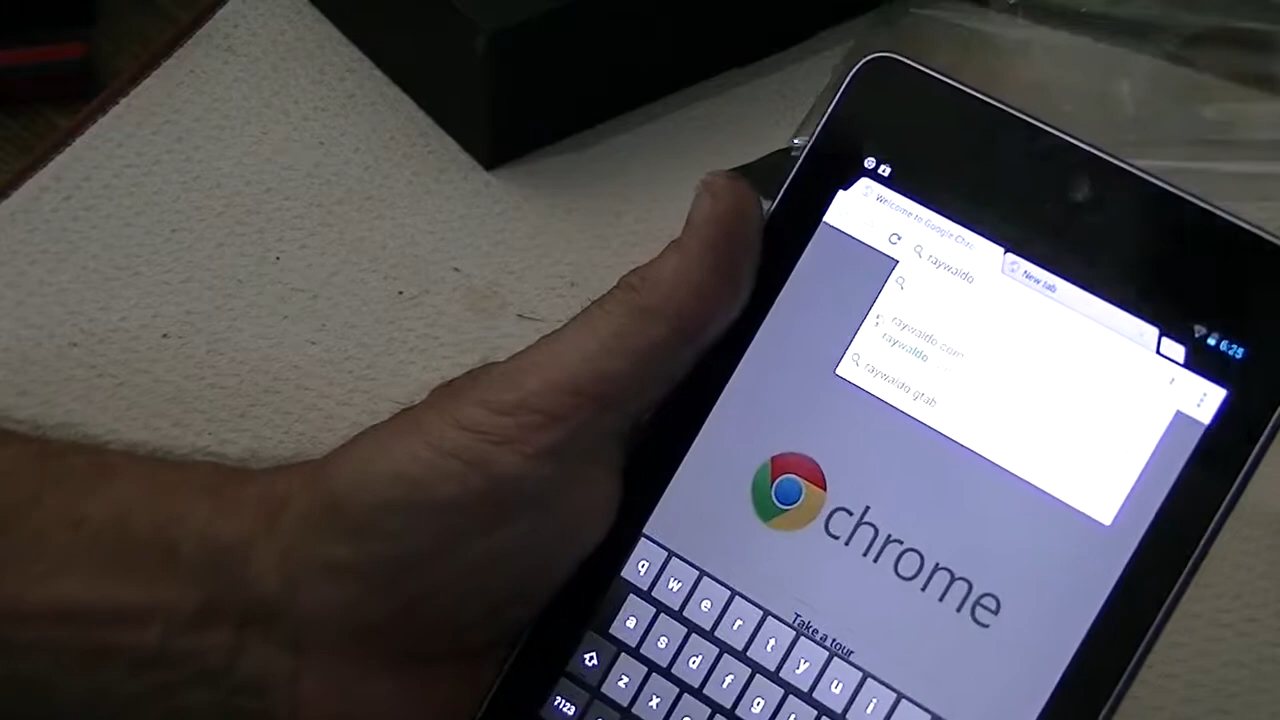 Welcome to Google Chro
New tab
6:25
raywaldo
raywaldo.com
raywaldo
raywaldo gtab
chrome
Take a tour
q w e r t y u i
a s d f g
z x
?123